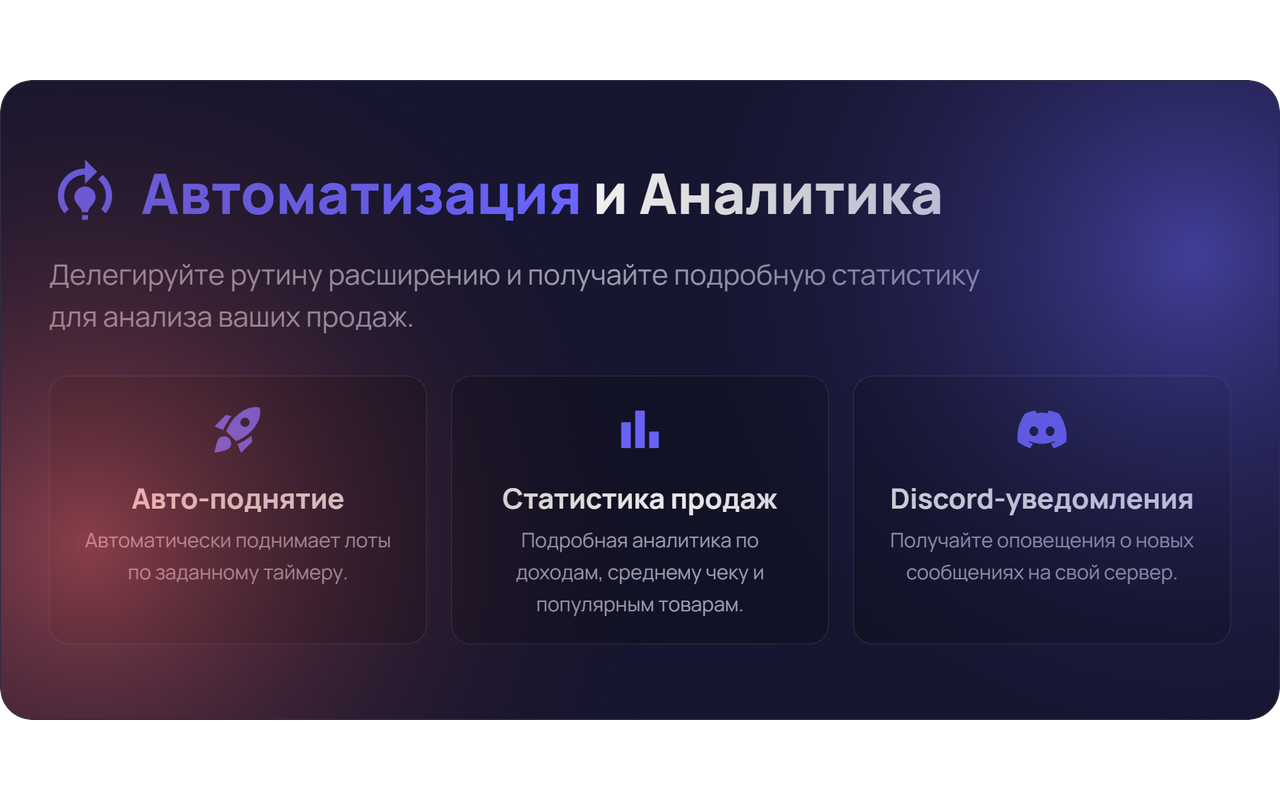 Автоматизация и Аналитика
Делегируйте рутину расширению и получайте подробную статистику
для анализа ваших продаж.
Авто-поднятие
Автоматически поднимает лоты
по заданному таймеру.
Статистика продаж
Подробная аналитика по
доходам, среднему чеку и
популярным товарам.
Discord-уведомления
Получайте оповещения о новых
сообщениях на свой сервер.